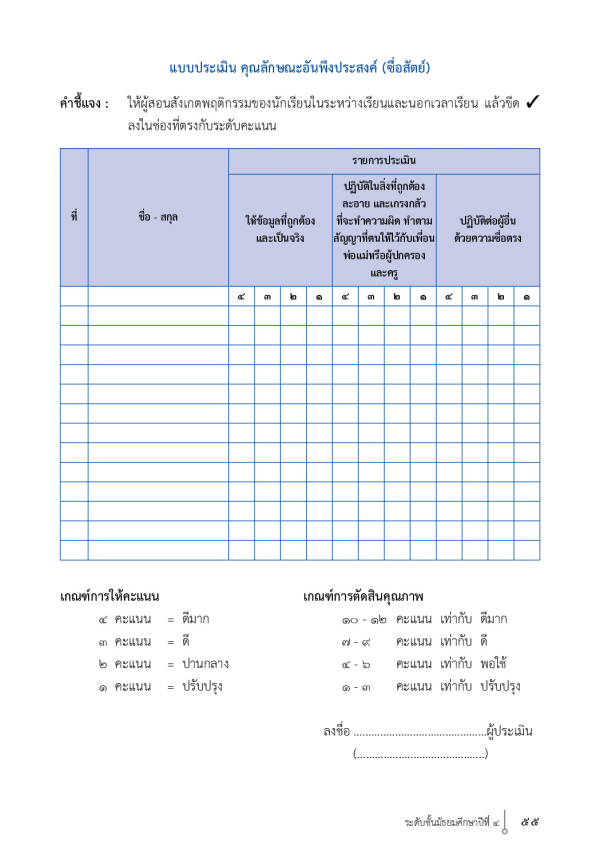 แบบประเมิน คุณลักษณะอันพึงประสงค์ (ซื่อสัตย์)
คำชี้แจง : ให้ผู้สอนสังเกตพฤติกรรมของนักเรียนในระหว่างเรียนและนอกเวลาเรียน แล้วขีด ✓
ลงในช่องที่ตรงกับระดับคะแนน
ที่
ชื่อ - สกุล
รายการประเมิน
ให้ข้อมูลที่ถูกต้อง
และเป็นจริง
ปฏิบัติในสิ่งที่ถูกต้อง
ละอาย และเกรงกลัว
ที่จะทำความผิด ทำตาม
สัญญาที่ตนให้ไว้กับเพื่อน
พ่อแม่หรือผู้ปกครอง
และครู
ปฏิบัติต่อผู้อื่น
ด้วยความซื่อตรง
๔ ๓ ๒ ๑ ๔ ๓ ๒ ๑ ๔ ๓ ๒ ๑
เกณฑ์การให้คะแนน
๔ คะแนน = ดีมาก
๓ คะแนน = ดี
๒ คะแนน = ปานกลาง
๑ คะแนน = ปรับปรุง
เกณฑ์การตัดสินคุณภาพ
๑๐ - ๑๒ คะแนน เท่ากับ ดีมาก
๗ - ๙ คะแนน เท่ากับ ดี
๔ - ๖ คะแนน เท่ากับ พอใช้
๑ - ๓ คะแนน เท่ากับ ปรับปรุง
ลงชื่อ .............................................ผู้ประเมิน
(...........................................)
ระดับชั้นมัธยมศึกษาปีที่ ๔ ๕๕